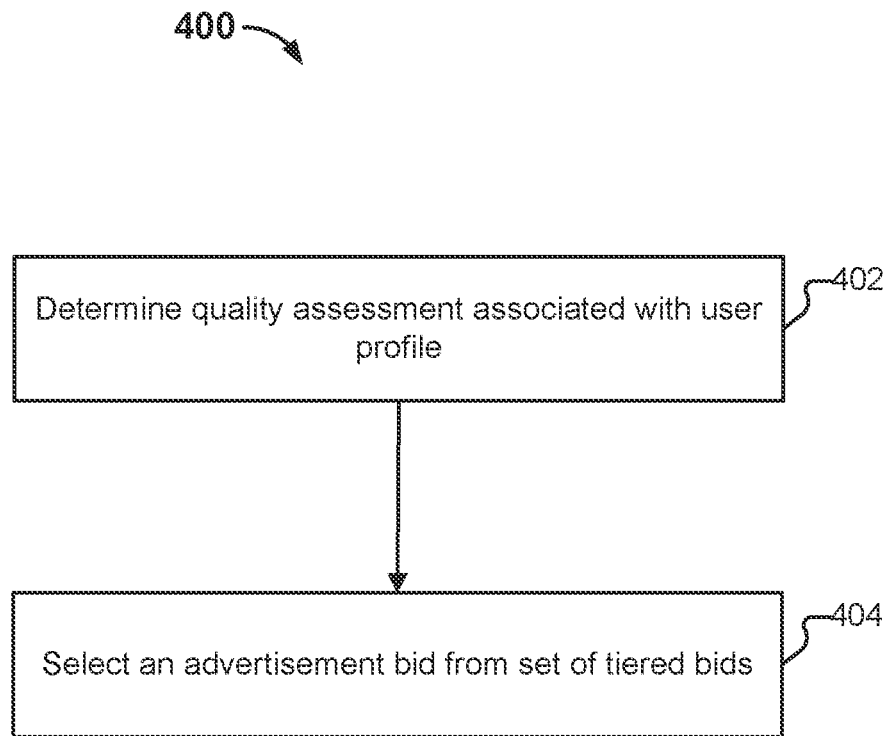 400
Determine quality assessment associated with user
profile
402
Select an advertisement bid from set of tiered bids
404